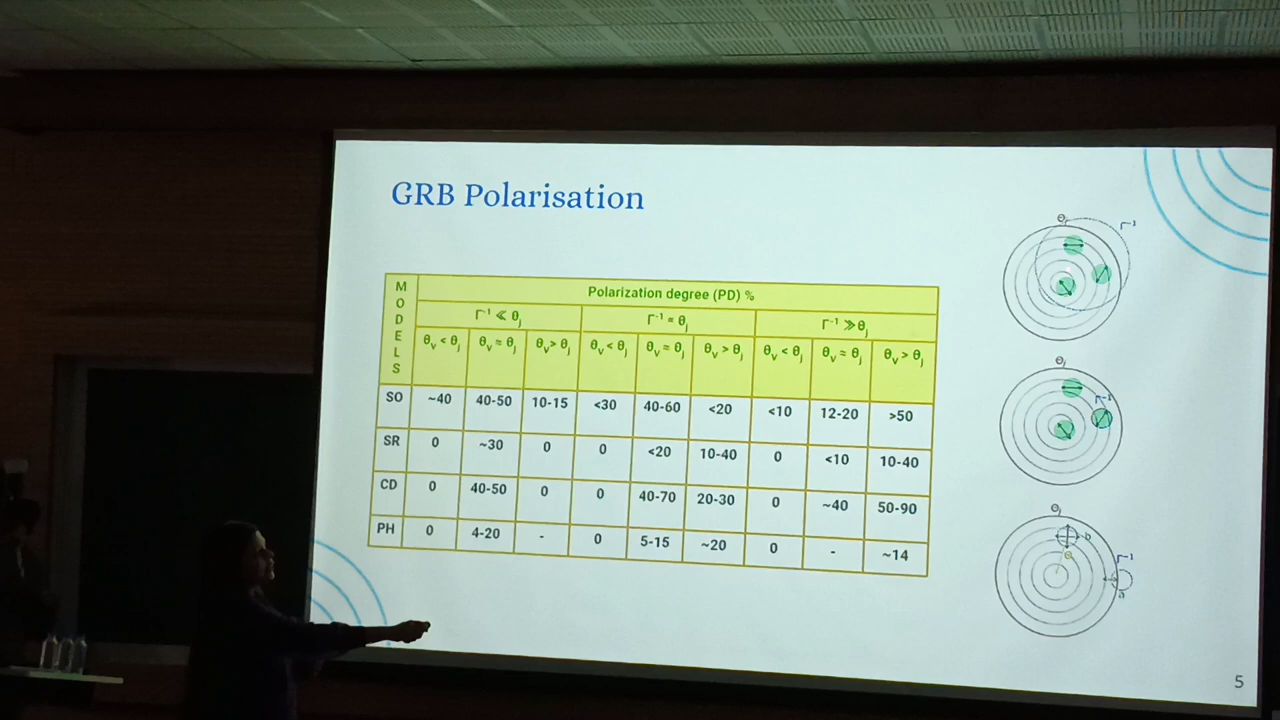 GRB Polarisation
MODELS
Polarization degree (PD) %
Γ⁻¹ ≪ θj Γ⁻¹ ≈ θj Γ⁻¹ ≫ θj
θv < θj θv ≈ θj θv > θj θv < θj θv ≈ θj θv > θj θv < θj θv ≈ θj θv > θj
SO ~40 40-50 10-15 <30 40-60 <20 <10 12-20 >50
SR 0 ~30 0 0 <20 10-40 0 <10 10-40
CD 0 40-50 0 0 40-70 20-30 0 ~40 50-90
PH 0 4-20 - 0 5-15 ~20 0 - ~14
Θj Γ⁻¹
Θj Γ⁻¹
Θj
b
Θ
Γ⁻¹
a
5